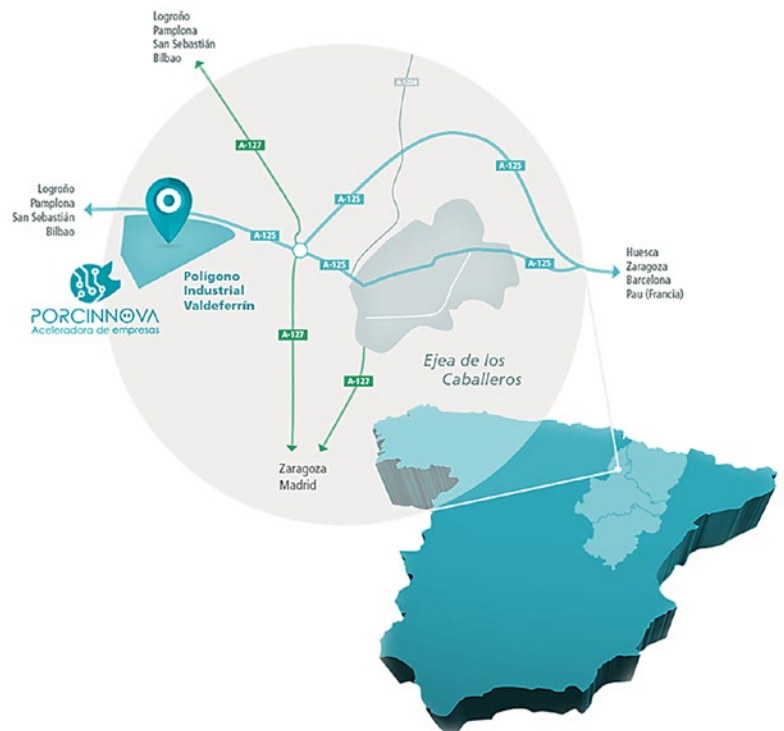 Logroño
Pamplona
San Sebastián
Bilbao
A-1204
A-127
A-125
A-125
Logroño
Pamplona
San Sebastián
Bilbao
A-125
A-125
A-125
Huesca
Zaragoza
Barcelona
Pau (Francia)
Polígono
Industrial
Valdeferrín
PORCINNOVA
Aceleradora de empresas
A-127
Ejea de los
Caballeros
A-127
Zaragoza
Madrid